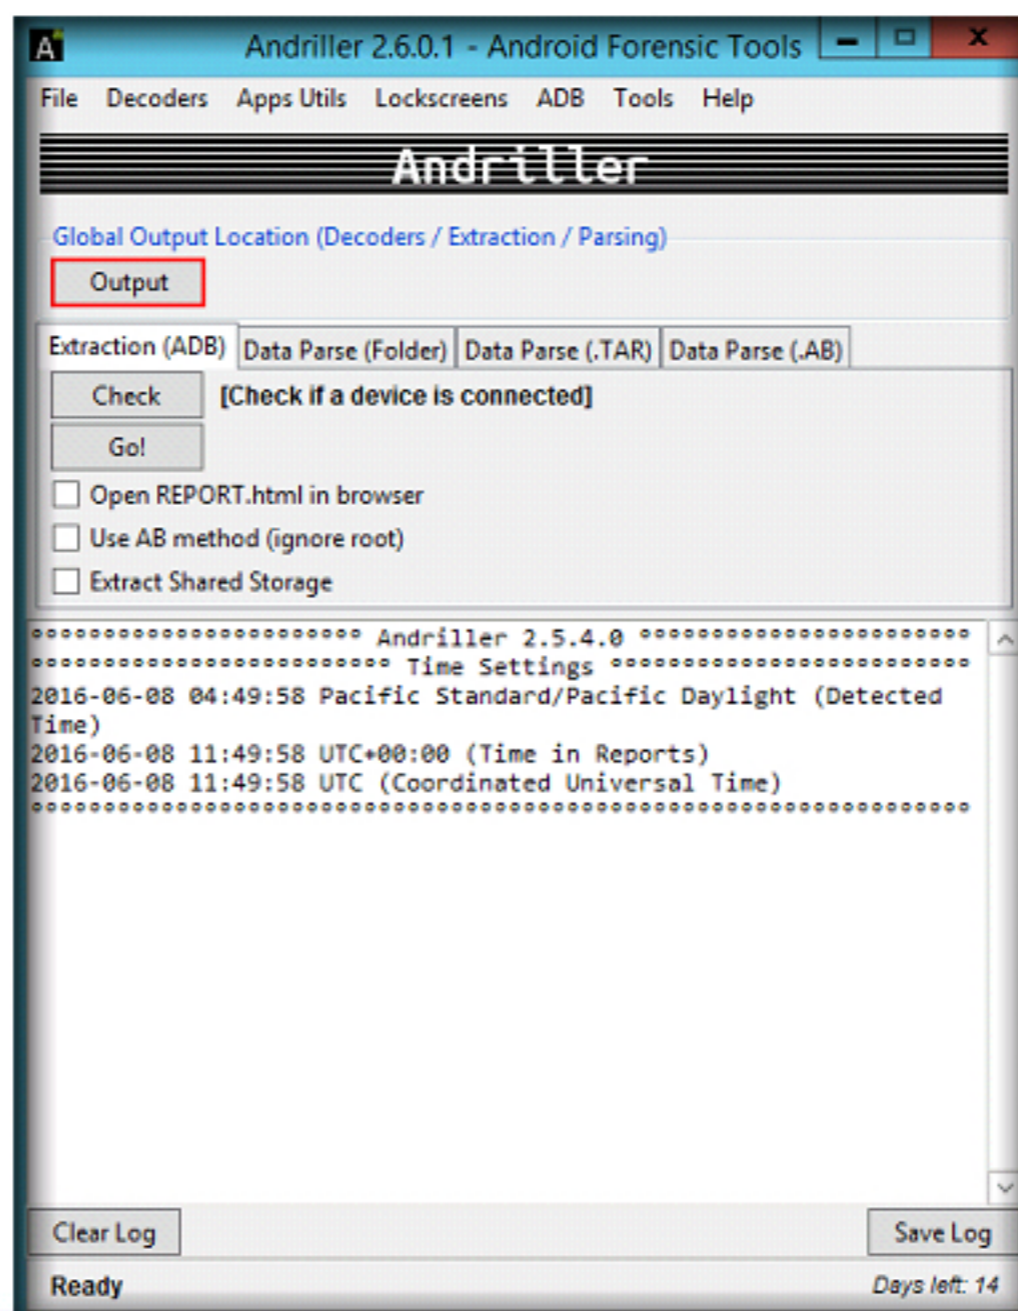 Andriller 2.6.0.1 - Android Forensic Tools
File Decoders Apps Utils Lockscreens ADB Tools Help
Andriller
Global Output Location (Decoders / Extraction / Parsing)
Output
Extraction (ADB) Data Parse (Folder) Data Parse (.TAR) Data Parse (.AB)
Check [Check if a device is connected]
Go!
Open REPORT.html in browser
Use AB method (ignore root)
Extract Shared Storage
°°°°°°°°°°°°°°°°°°°°°°° Andriller 2.5.4.0 °°°°°°°°°°°°°°°°°°°°°°°
°°°°°°°°°°°°°°°°°°°°°°°°° Time Settings °°°°°°°°°°°°°°°°°°°°°°°°°
2016-06-08 04:49:58 Pacific Standard/Pacific Daylight (Detected
Time)
2016-06-08 11:49:58 UTC+00:00 (Time in Reports)
2016-06-08 11:49:58 UTC (Coordinated Universal Time)
°°°°°°°°°°°°°°°°°°°°°°°°°°°°°°°°°°°°°°°°°°°°°°°°°°°°°°°°°°°°°°°°°
Clear Log Save Log
Ready Days left: 14